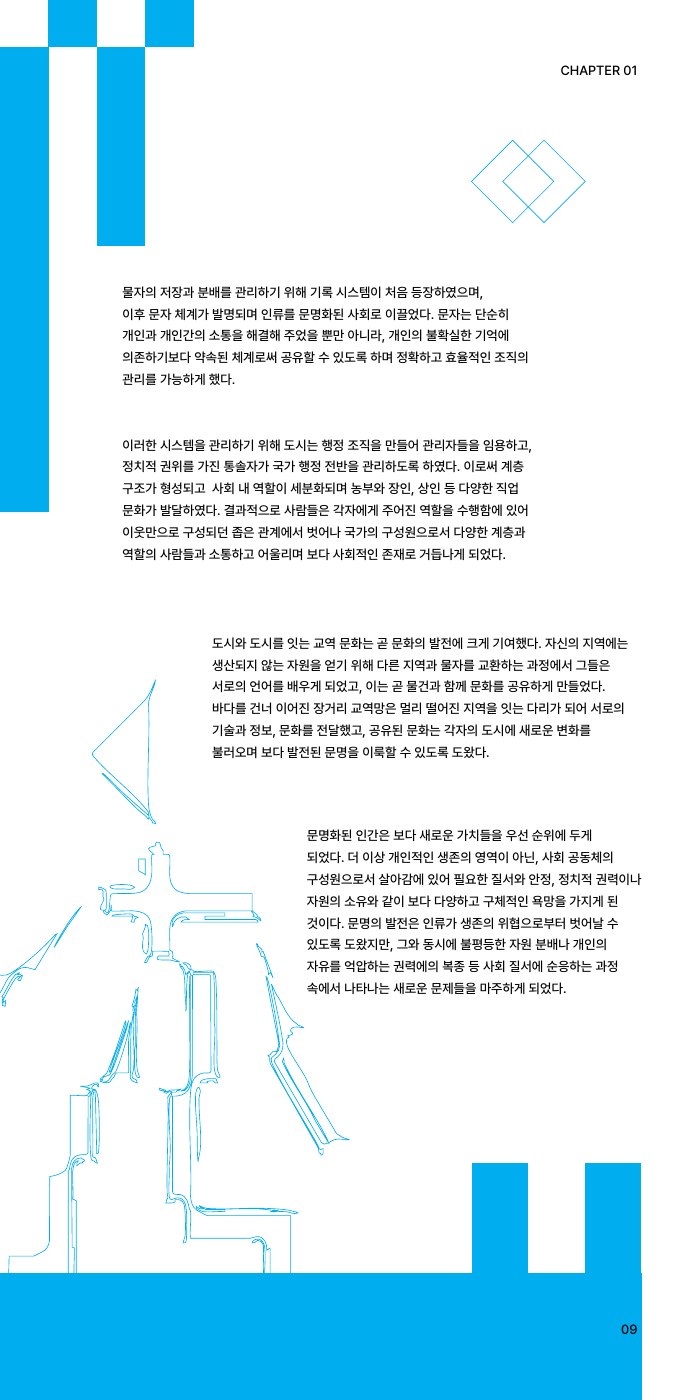 CHAPTER 01
물자의 저장과 분배를 관리하기 위해 기록 시스템이 처음 등장하였으며,
이후 문자 체계가 발명되며 인류를 문명화된 사회로 이끌었다. 문자는 단순히
개인과 개인간의 소통을 해결해 주었을 뿐만 아니라, 개인의 불확실한 기억에
의존하기보다 약속된 체계로써 공유할 수 있도록 하며 정확하고 효율적인 조직의
관리를 가능하게 했다.
이러한 시스템을 관리하기 위해 도시는 행정 조직을 만들어 관리자들을 임용하고,
정치적 권위를 가진 통솔자가 국가 행정 전반을 관리하도록 하였다. 이로써 계층
구조가 형성되고 사회 내 역할이 세분화되며 농부와 장인, 상인 등 다양한 직업
문화가 발달하였다. 결과적으로 사람들은 각자에게 주어진 역할을 수행함에 있어
이웃만으로 구성되던 좁은 관계에서 벗어나 국가의 구성원으로서 다양한 계층과
역할의 사람들과 소통하고 어울리며 보다 사회적인 존재로 거듭나게 되었다.
도시와 도시를 잇는 교역 문화는 곧 문화의 발전에 크게 기여했다. 자신의 지역에는
생산되지 않는 자원을 얻기 위해 다른 지역과 물자를 교환하는 과정에서 그들은
서로의 언어를 배우게 되었고, 이는 곧 물건과 함께 문화를 공유하게 만들었다.
바다를 건너 이어진 장거리 교역망은 멀리 떨어진 지역을 잇는 다리가 되어 서로의
기술과 정보, 문화를 전달했고, 공유된 문화는 각자의 도시에 새로운 변화를
불러오며 보다 발전된 문명을 이룩할 수 있도록 도왔다.
문명화된 인간은 보다 새로운 가치들을 우선 순위에 두게
되었다. 더 이상 개인적인 생존의 영역이 아닌, 사회 공동체의
구성원으로서 살아감에 있어 필요한 질서와 안정, 정치적 권력이나
자원의 소유와 같이 보다 다양하고 구체적인 욕망을 가지게 된
것이다. 문명의 발전은 인류가 생존의 위협으로부터 벗어날 수
있도록 도왔지만, 그와 동시에 불평등한 자원 분배나 개인의
자유를 억압하는 권력에의 복종 등 사회 질서에 순응하는 과정
속에서 나타나는 새로운 문제들을 마주하게 되었다.
09